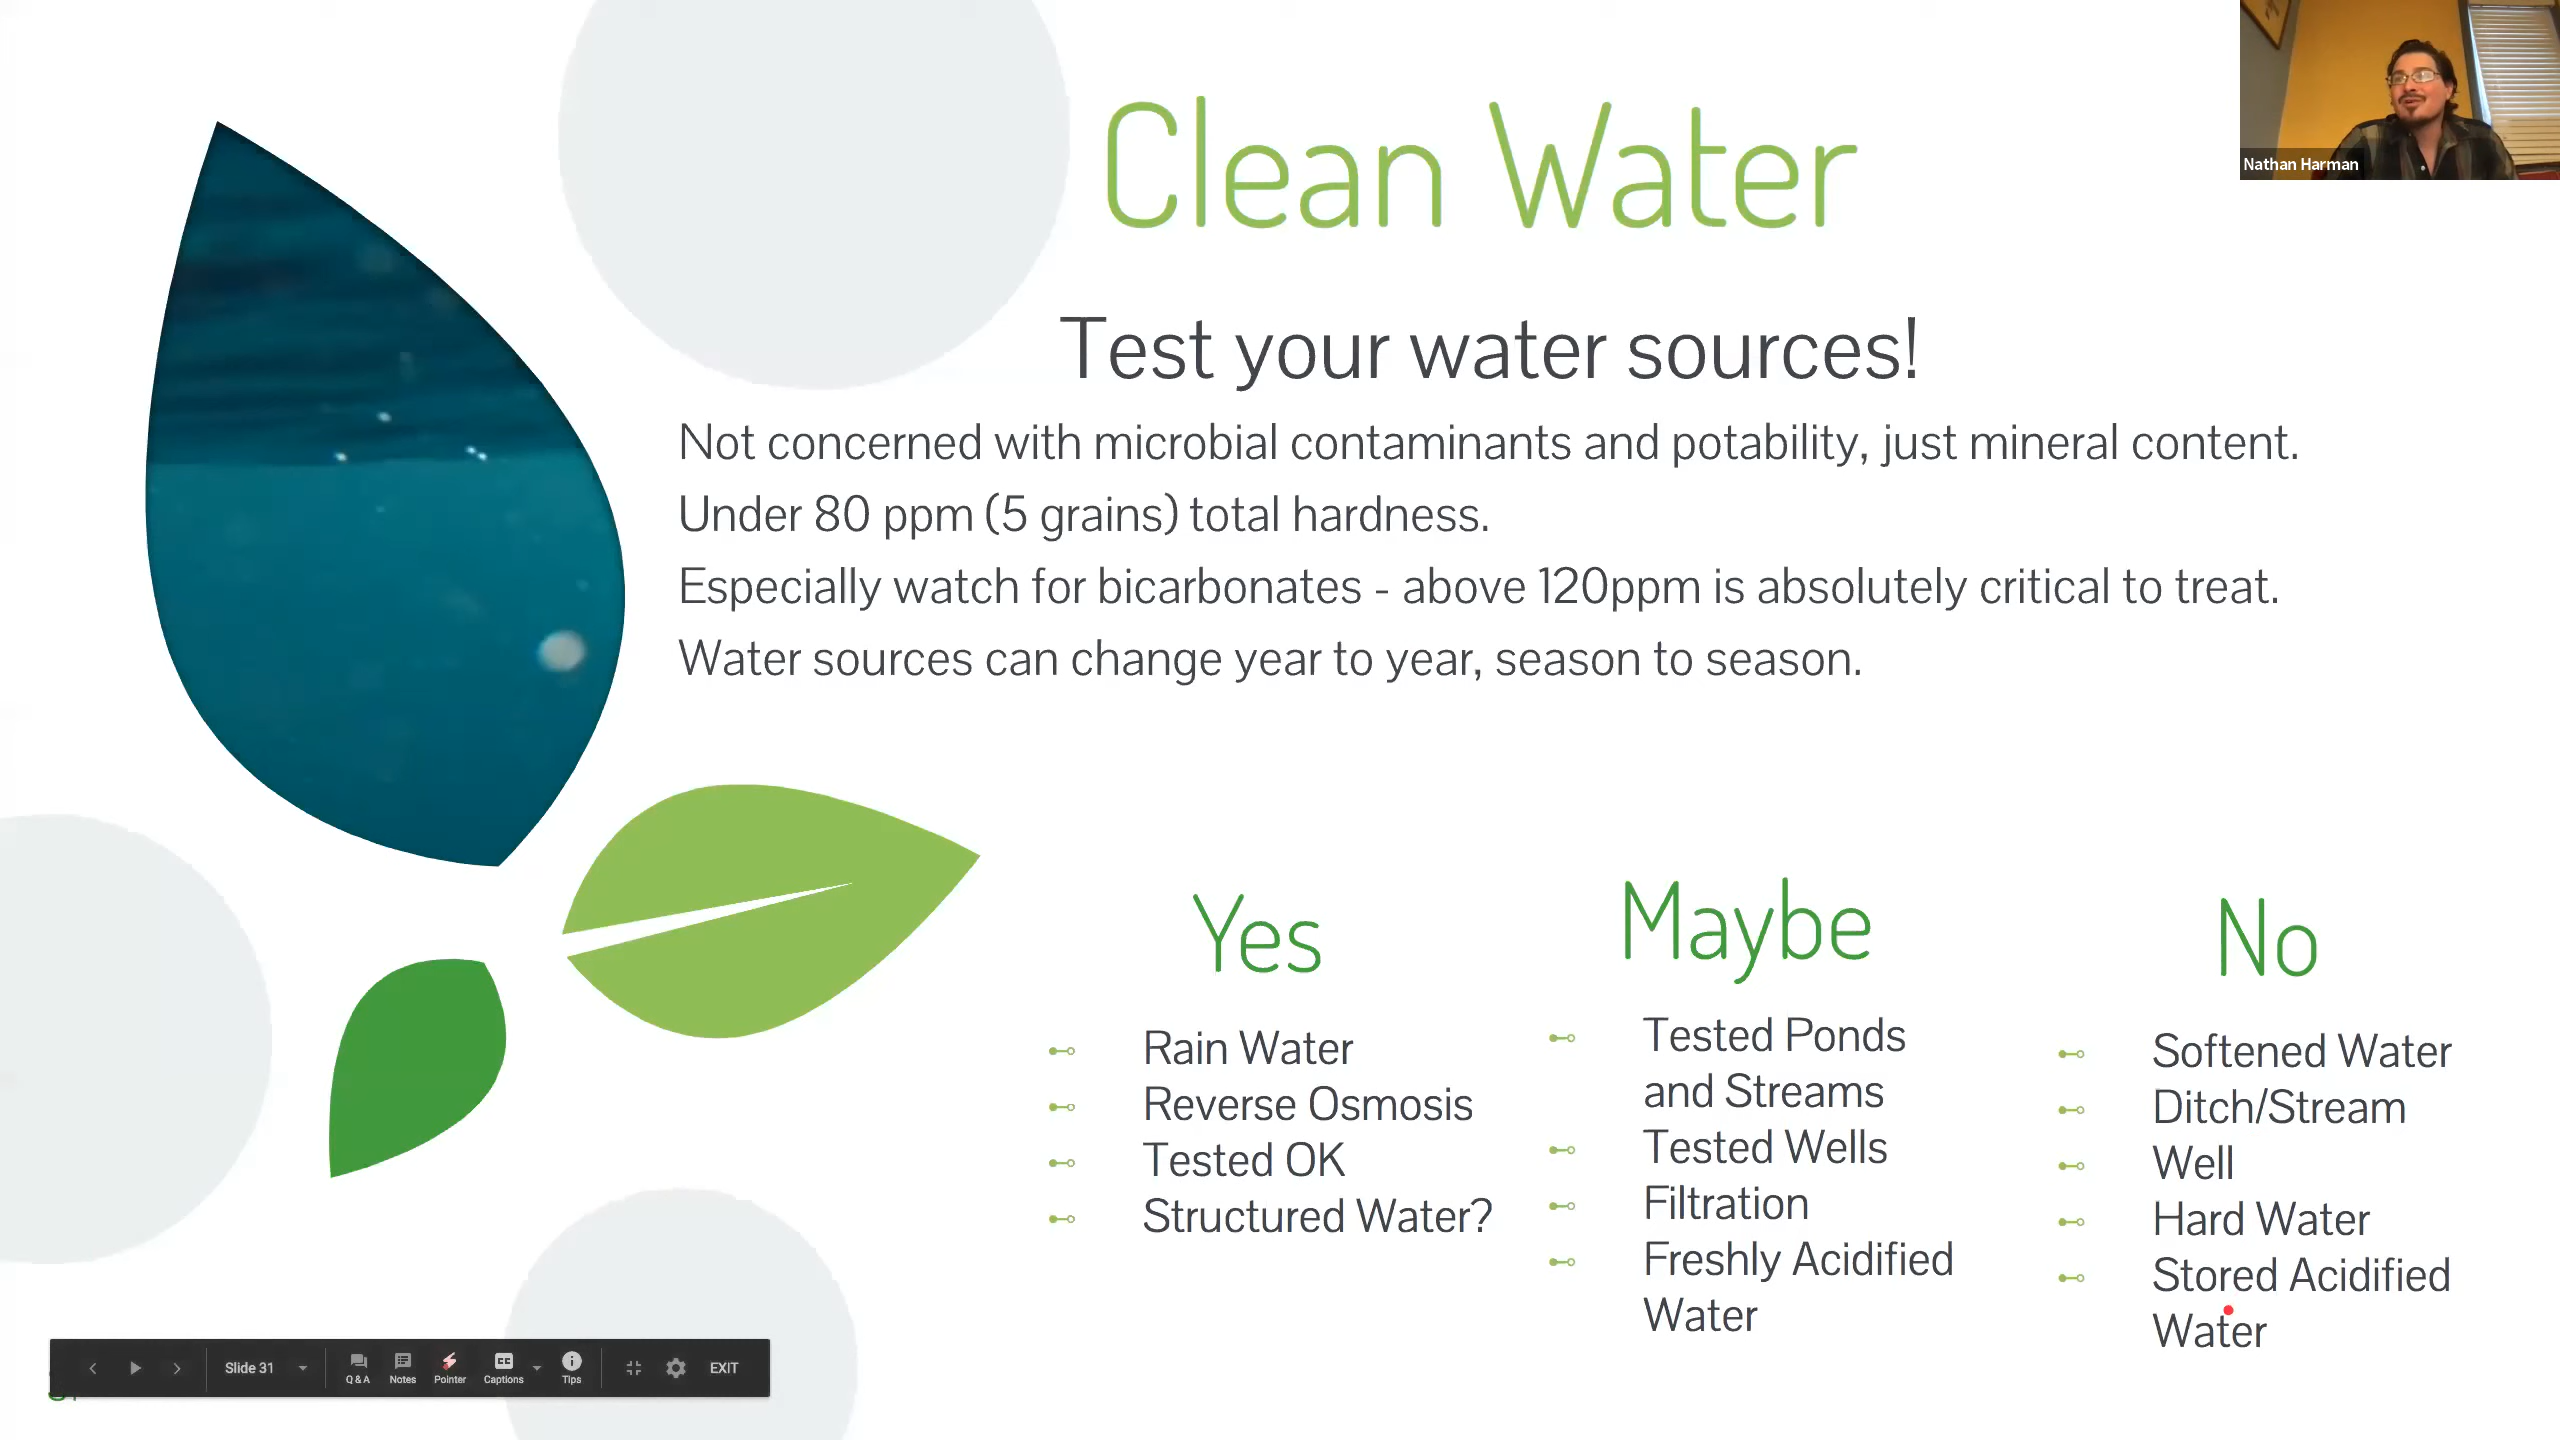 Clean Water
Nathan Harman
Test your water sources!
Not concerned with microbial contaminants and potability, just mineral content.
Under 80 ppm (5 grains) total hardness.
Especially watch for bicarbonates - above 120ppm is absolutely critical to treat.
Water sources can change year to year, season to season.
Yes
Rain Water
Reverse Osmosis
Tested OK
Structured Water?
Maybe
Tested Ponds
and Streams
Tested Wells
Filtration
Freshly Acidified
Water
No
Softened Water
Ditch/Stream
Well
Hard Water
Stored Acidified
Water
Slide 31
Q & A
Notes
Pointer
CC
Captions
Tips
EXIT